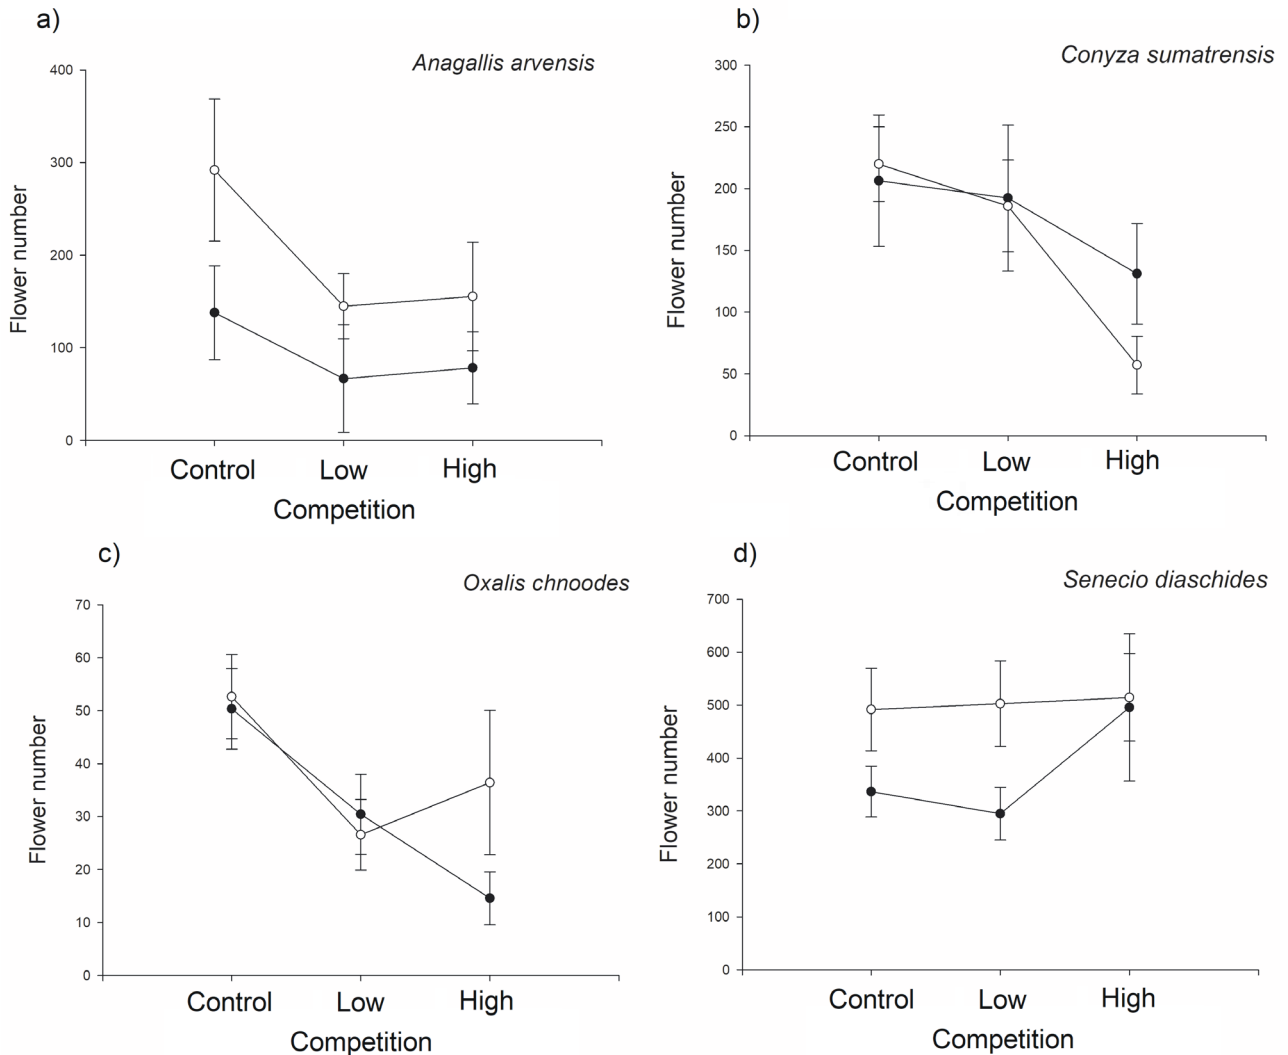 a)
Anagallis arvensis
400
300
200
100
0
Flower number
Control Low High
Competition
b)
Conyza sumatrensis
300
250
200
150
100
50
0
Flower number
Control Low High
Competition
c)
Oxalis chnoodes
70
60
50
40
30
20
10
0
Flower number
Control Low High
Competition
d)
Senecio diaschides
700
600
500
400
300
200
100
0
Flower number
Control Low High
Competition